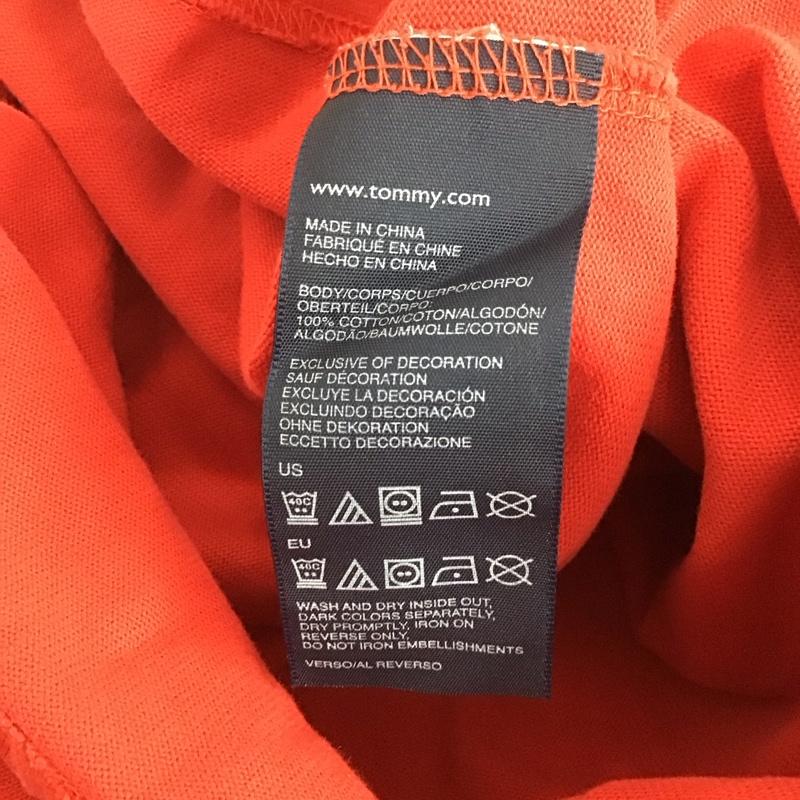 www.tommy.com
MADE IN CHINA
FABRIQUÉ EN CHINE
HECHO EN CHINA
BODY/CORPS/CUERPO/CORPO/
OBERTEIL/CORPO:
100% COTTON/COTON/ALGODÓN/
ALGODÃO/BAUMWOLLE/COTONE
EXCLUSIVE OF DECORATION
SAUF DÉCORATION
EXCLUYE LA DECORACIÓN
EXCLUINDO DECORAÇÃO
OHNE DEKORATION
ECCETTO DECORAZIONE
US
40C
EU
40C
WASH AND DRY INSIDE OUT,
DARK COLORS SEPARATELY,
DRY PROMPTLY, IRON ON
REVERSE ONLY,
DO NOT IRON EMBELLISHMENTS
VERSO/AL REVERSO